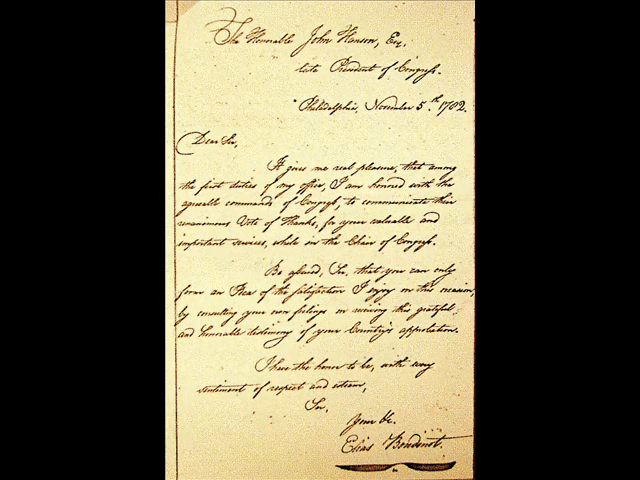 The Honorable John Hanson, Esq.
late President of Congress.
Philadelphia, November 5.th 1782.
Dear Sir,
It gives me real pleasure, that among
the first duties of my office, I am honored with the
agreeable commands of Congress, to communicate their
unanimous Vote of Thanks, for your valuable and
important services, while in the Chair of Congress.
Be assured, Sir, that you can only
form an Idea of the satisfaction I enjoy on this occasion,
by consulting your own feelings on receiving this grateful
and honorable testimony of your Country's approbation.
I have the honor to be, with every
sentiment of respect and esteem,
Sir,
Your &c.
Elias Boudinot.